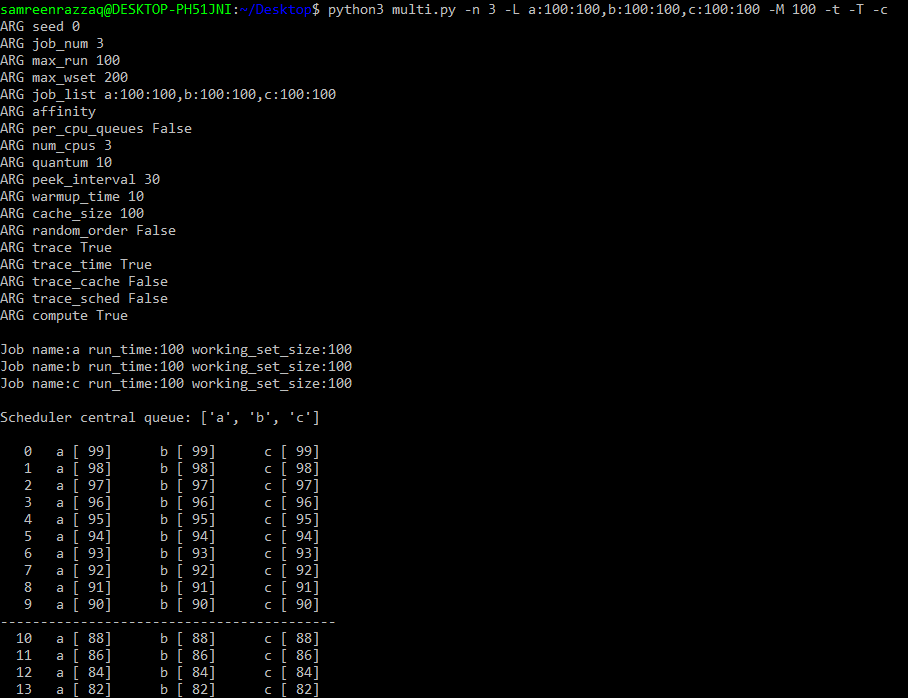 samreenrazzaq@DESKTOP-PH51JNI:~/Desktop$ python3 multi.py -n 3 -L a:100:100,b:100:100,c:100:100 -M 100 -t -T -c
ARG seed 0
ARG job_num 3
ARG max_run 100
ARG max_wset 200
ARG job_list a:100:100,b:100:100,c:100:100
ARG affinity
ARG per_cpu_queues False
ARG num_cpus 3
ARG quantum 10
ARG peek_interval 30
ARG warmup_time 10
ARG cache_size 100
ARG random_order False
ARG trace True
ARG trace_time True
ARG trace_cache False
ARG trace_sched False
ARG compute True

Job name:a run_time:100 working_set_size:100
Job name:b run_time:100 working_set_size:100
Job name:c run_time:100 working_set_size:100

Scheduler central queue: ['a', 'b', 'c']

   0   a [ 99]      b [ 99]      c [ 99]
   1   a [ 98]      b [ 98]      c [ 98]
   2   a [ 97]      b [ 97]      c [ 97]
   3   a [ 96]      b [ 96]      c [ 96]
   4   a [ 95]      b [ 95]      c [ 95]
   5   a [ 94]      b [ 94]      c [ 94]
   6   a [ 93]      b [ 93]      c [ 93]
   7   a [ 92]      b [ 92]      c [ 92]
   8   a [ 91]      b [ 91]      c [ 91]
   9   a [ 90]      b [ 90]      c [ 90]
------------------------------------------
  10   a [ 88]      b [ 88]      c [ 88]
  11   a [ 86]      b [ 86]      c [ 86]
  12   a [ 84]      b [ 84]      c [ 84]
  13   a [ 82]      b [ 82]      c [ 82]